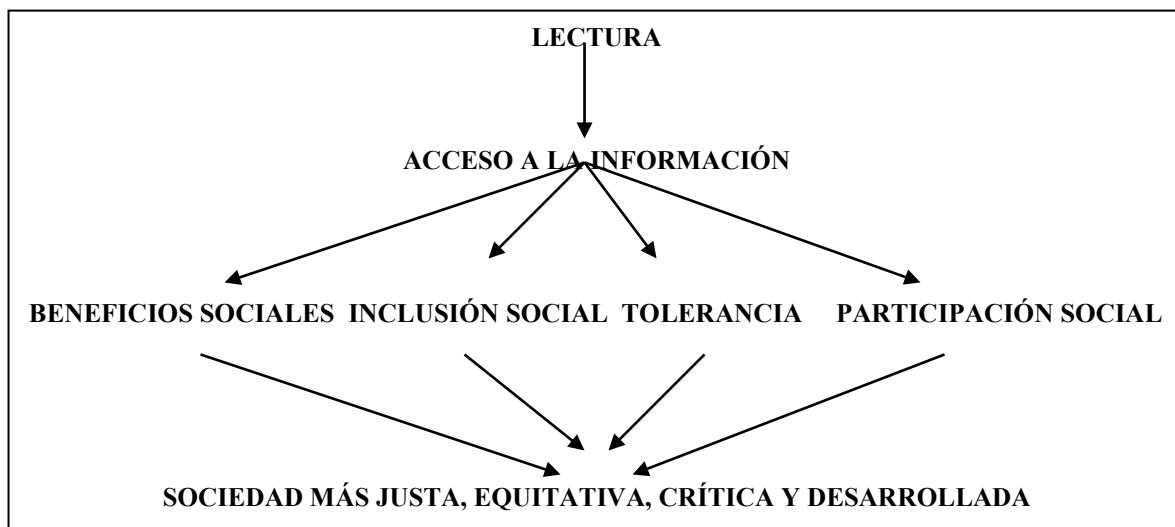 LECTURA
ACCESO A LA INFORMACIÓN
BENEFICIOS SOCIALES INCLUSIÓN SOCIAL TOLERANCIA PARTICIPACIÓN SOCIAL
SOCIEDAD MÁS JUSTA, EQUITATIVA, CRÍTICA Y DESARROLLADA